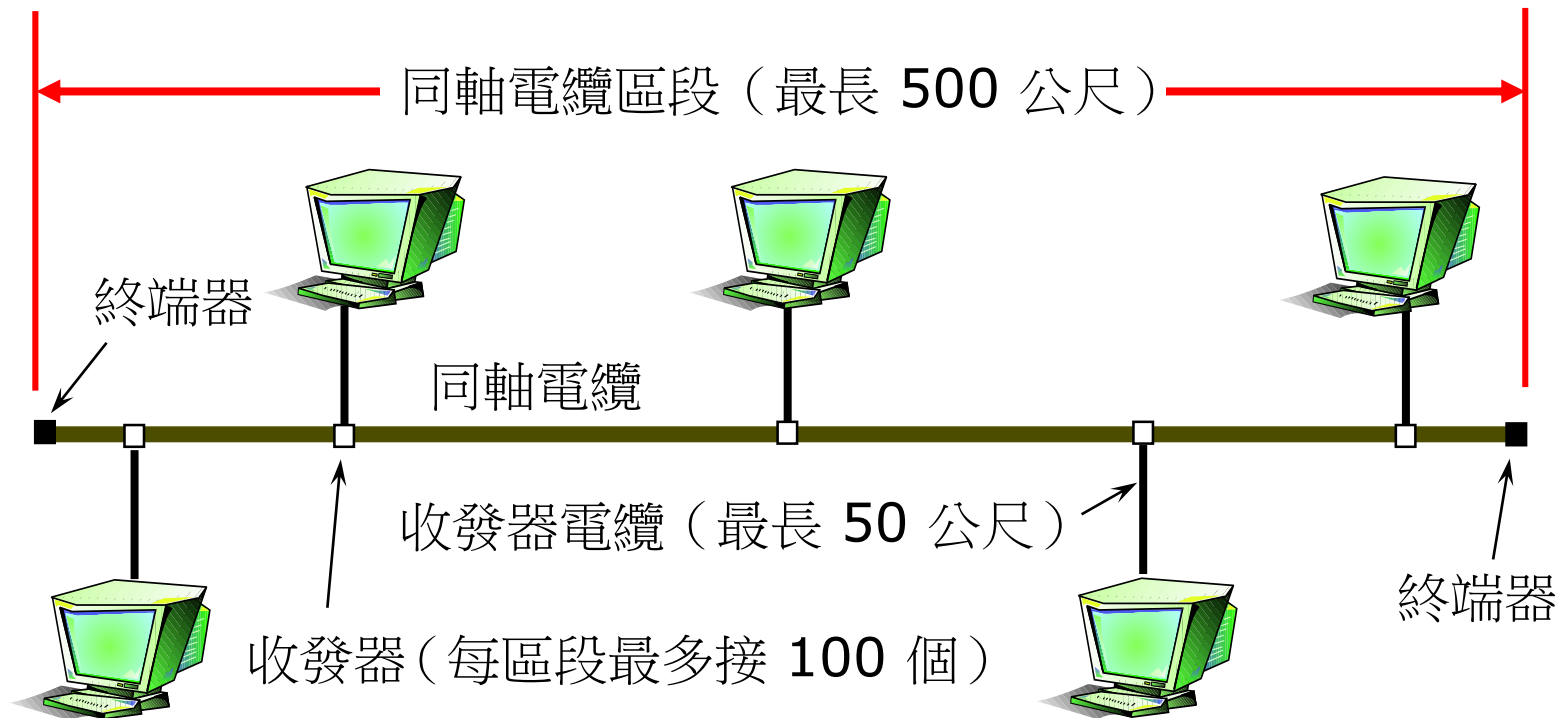 同軸電纜區段（最長 500 公尺）
終端器
同軸電纜
收發器電纜（最長 50 公尺）
終端器
收發器（每區段最多接 100 個）